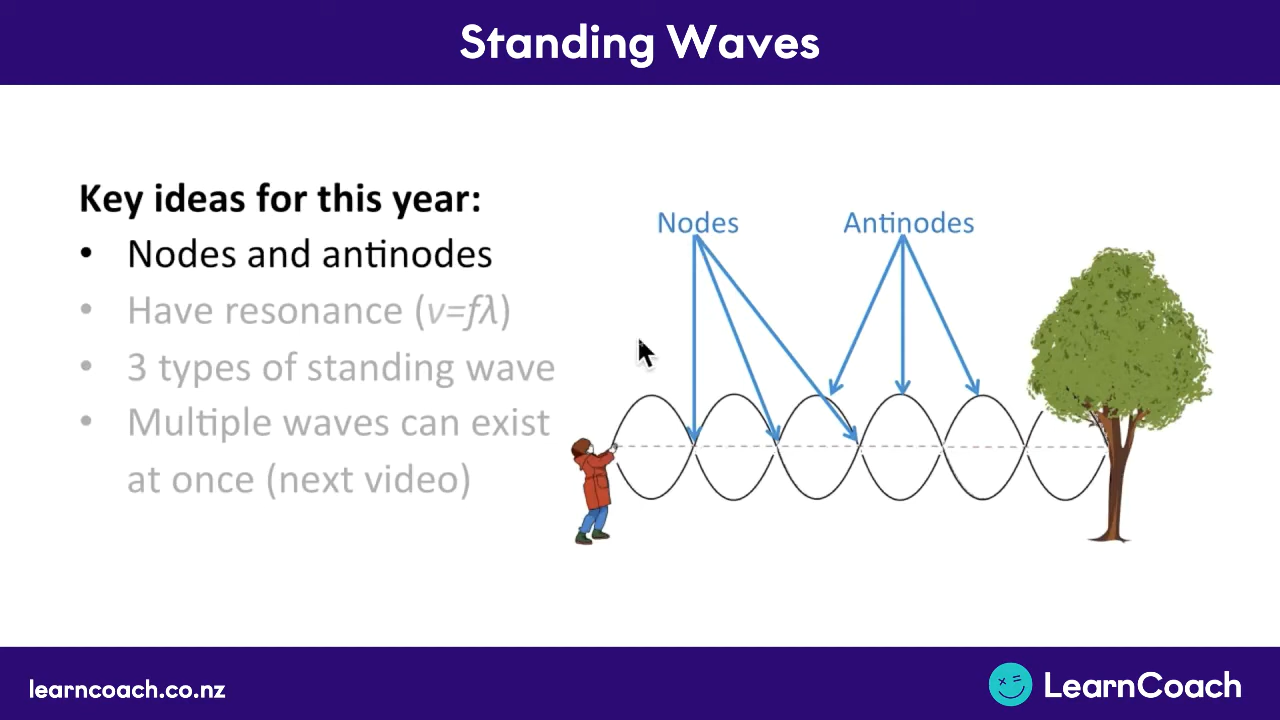 Standing Waves
Key ideas for this year:
• Nodes and antinodes
• Have resonance (v=fλ)
• 3 types of standing wave
• Multiple waves can exist
at once (next video)
Nodes
Antinodes
learncoach.co.nz
LearnCoach